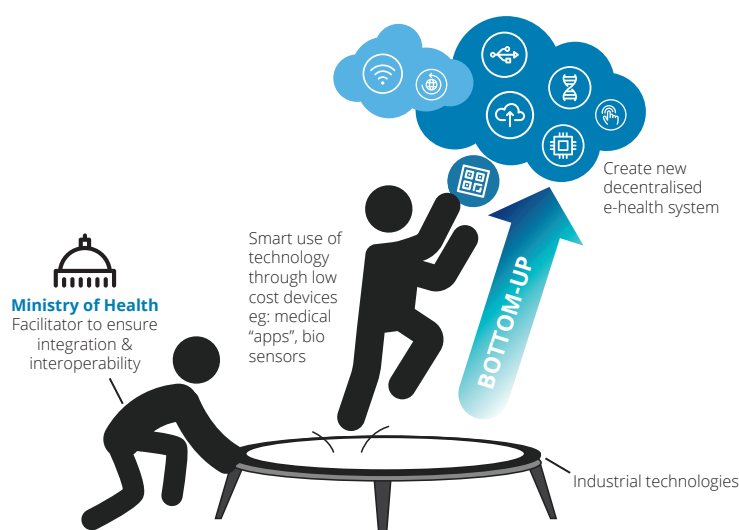 Create new
decentralised
e-health system
Smart use of
technology
through low
cost devices
eg: medical
“apps”, bio
sensors
Ministry of Health
Facilitator to ensure
integration &
interoperability
BOTTOM-UP
Industrial technologies